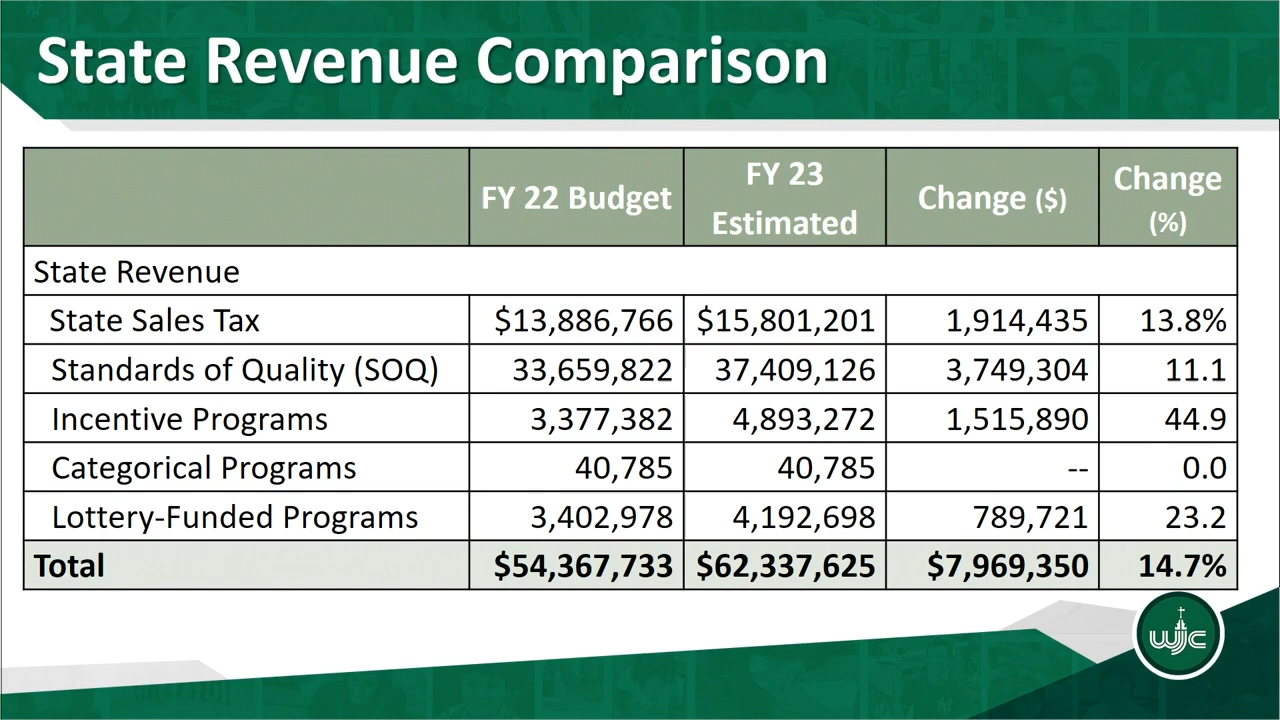 State Revenue Comparison
FY 22 Budget FY 23 Estimated Change ($) Change (%)
State Revenue
State Sales Tax $13,886,766 $15,801,201 1,914,435 13.8%
Standards of Quality (SOQ) 33,659,822 37,409,126 3,749,304 11.1
Incentive Programs 3,377,382 4,893,272 1,515,890 44.9
Categorical Programs 40,785 40,785 -- 0.0
Lottery-Funded Programs 3,402,978 4,192,698 789,721 23.2
Total $54,367,733 $62,337,625 $7,969,350 14.7%
WJC